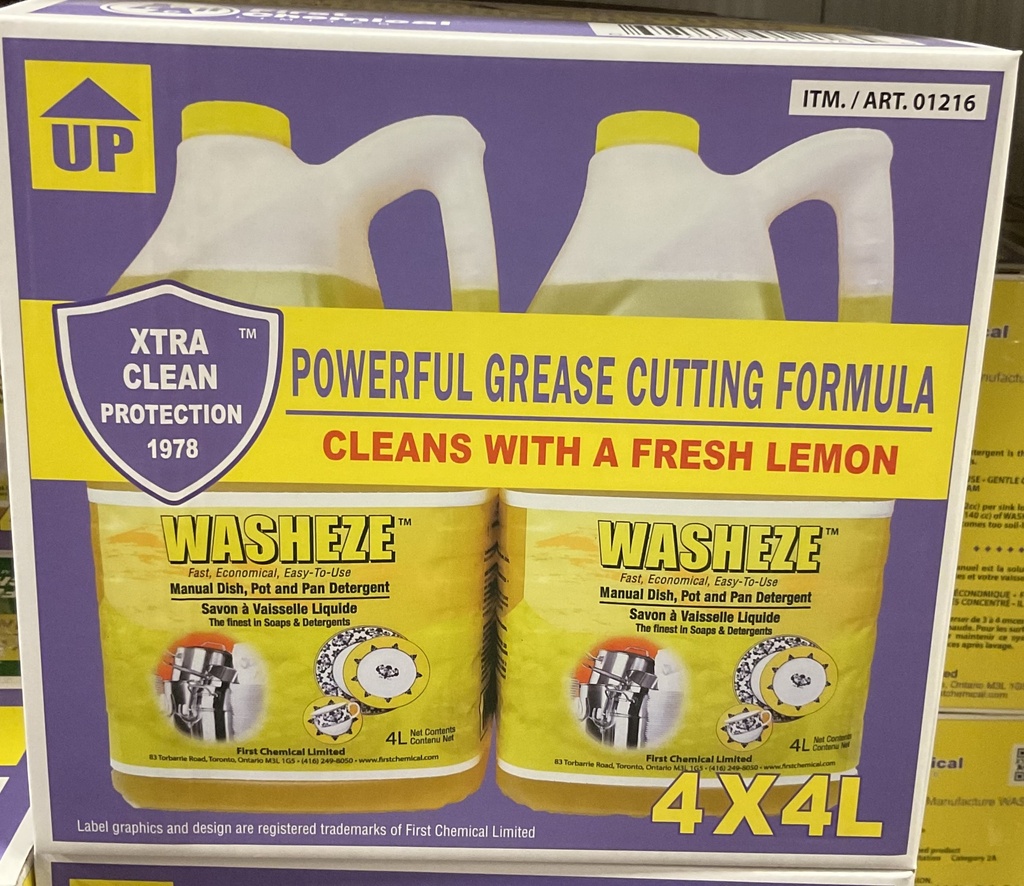 First Chemical
UP
ITM. / ART. 01216
XTRA
CLEAN
PROTECTION
1978
TM
POWERFUL GREASE CUTTING FORMULA
CLEANS WITH A FRESH LEMON
WASHEZE™
Fast, Economical, Easy-To-Use
Manual Dish, Pot and Pan Detergent
Savon à Vaisselle Liquide
The finest in Soaps & Detergents
4L Net Contents
Contenu Net
First Chemical Limited
83 Torbarrie Road, Toronto, Ontario M3L 1G5 • (416) 249-8050 • www.firstchemical.com
WASHEZE™
Fast, Economical, Easy-To-Use
Manual Dish, Pot and Pan Detergent
Savon à Vaisselle Liquide
The finest in Soaps & Detergents
4L Net Contents
Contenu Net
First Chemical Limited
83 Torbarrie Road, Toronto, Ontario M3L 1G5 • (416) 249-8050 • www.firstchemical.com
4X4L
Label graphics and design are registered trademarks of First Chemical Limited